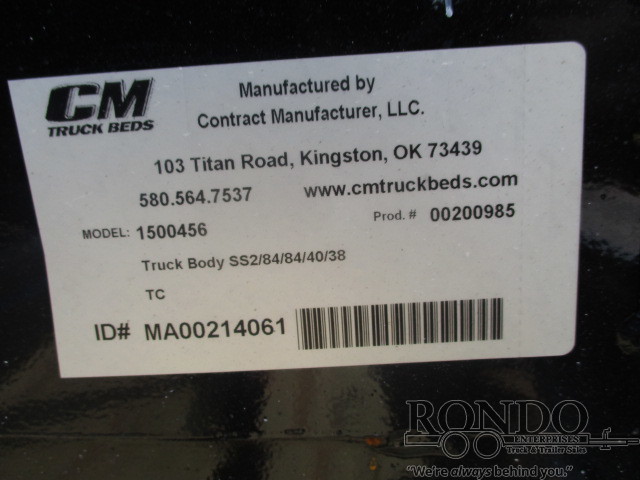 CM
TRUCK BEDS
Manufactured by
Contract Manufacturer, LLC.
103 Titan Road, Kingston, OK 73439
580.564.7537 www.cmtruckbeds.com
MODEL: 1500456 Prod. # 00200985
Truck Body SS2/84/84/40/38
TC
ID# MA00214061
RONDO
ENTERPRISES
Truck & Trailer Sales
"We're always behind you."